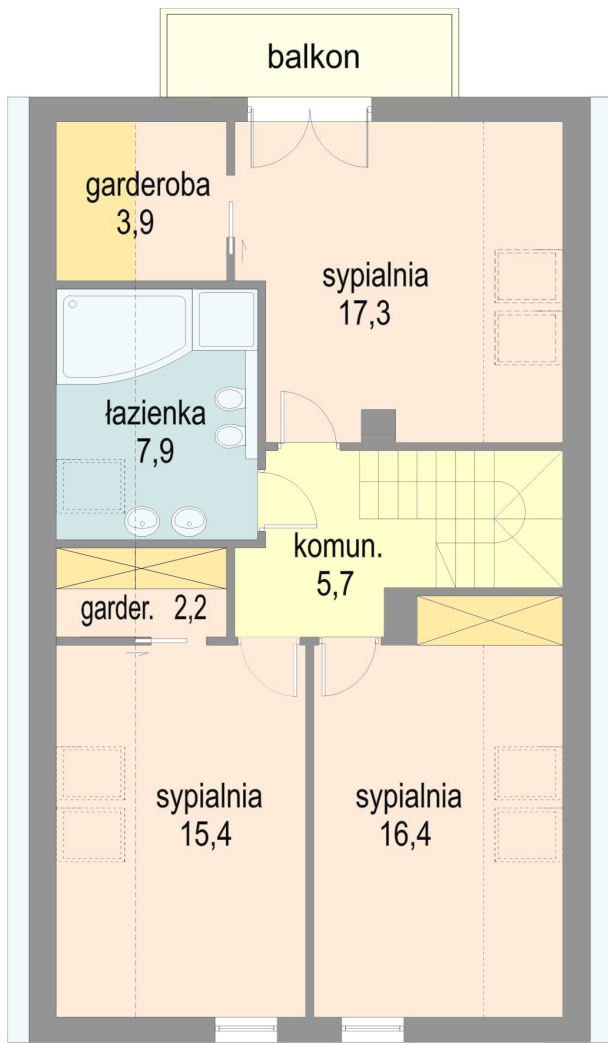 balkon
garderoba
3,9
sypialnia
17,3
łazienka
7,9
komun.
5,7
garder. 2,2
sypialnia
15,4
sypialnia
16,4